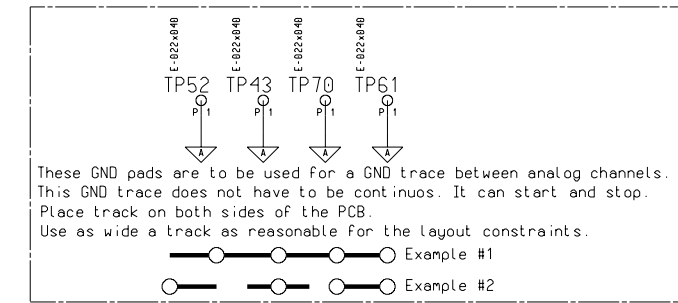 E-022x040 E-022x040 E-022x040 E-022x040
TP52 TP43 TP70 TP61
P 1 P 1 P 1 P 1
A A A A
These GND pads are to be used for a GND trace between analog channels.
This GND trace does not have to be continuos. It can start and stop.
Place track on both sides of the PCB.
Use as wide a track as reasonable for the layout constraints.
Example #1
Example #2